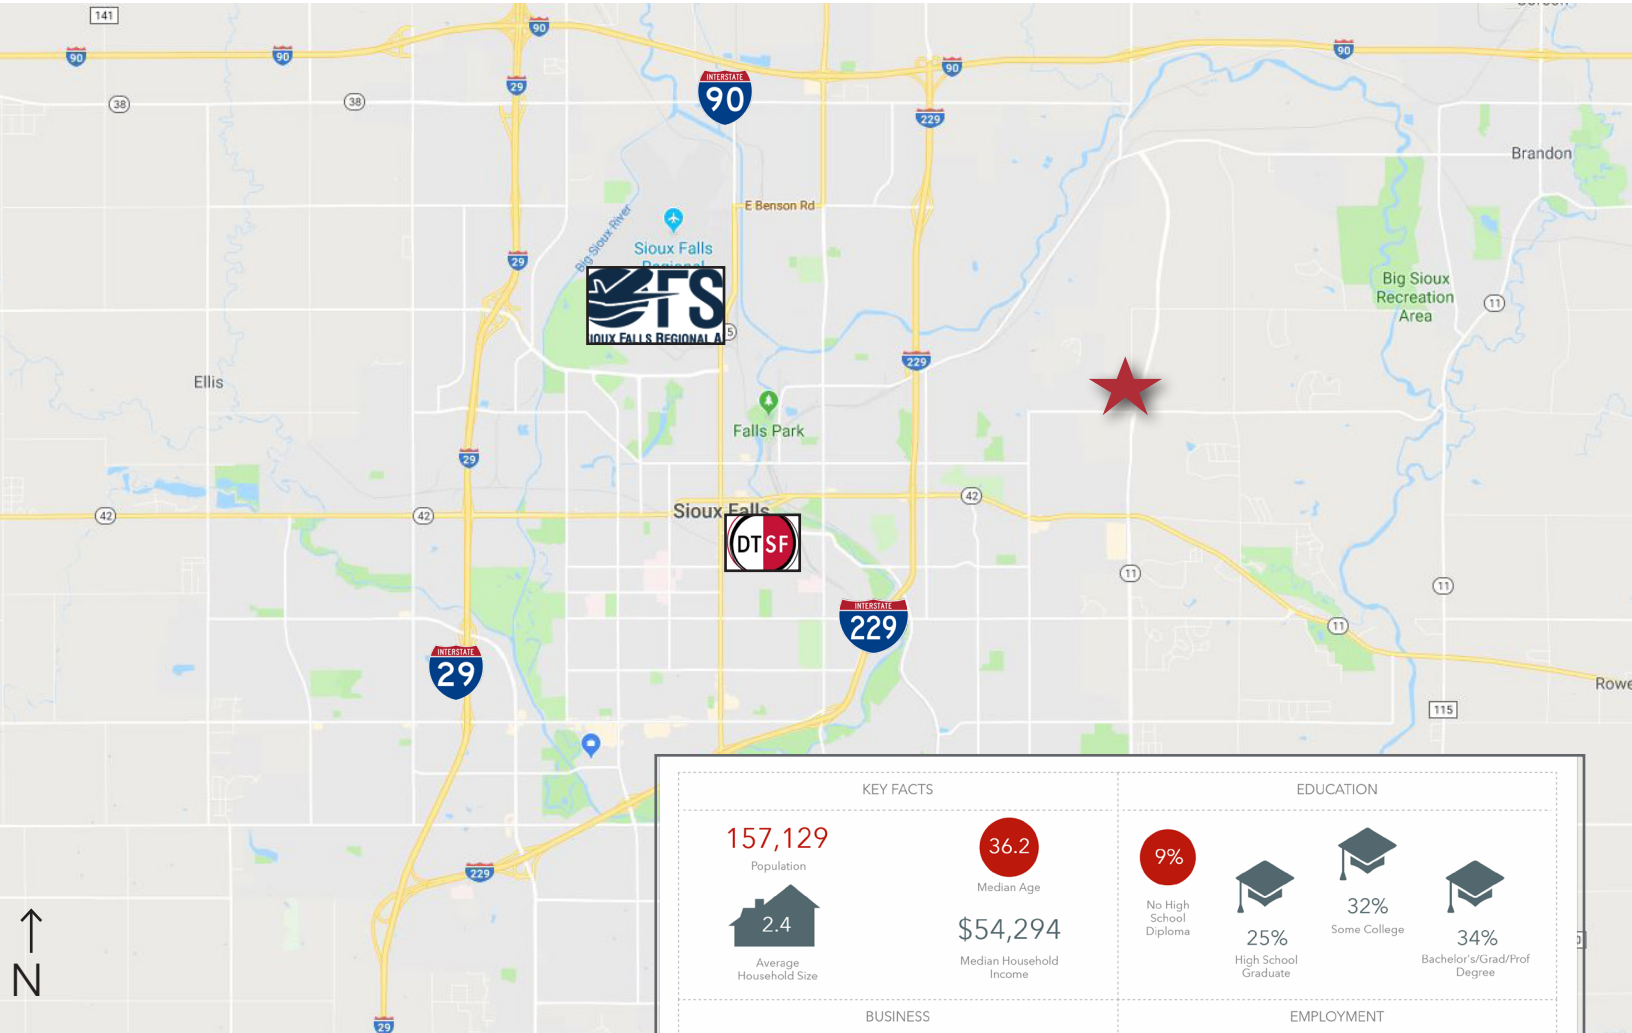 141
90
90
90
90
90
29
INTERSTATE
90
38
38
229
Brandon
E Benson Rd
Big Sioux River
Sioux Falls
Regional
29
FS
IOUX FALLS REGIONAL A
5
Big Sioux
Recreation
Area
11
229
Ellis
Falls Park
29
42
42
42
Sioux Falls
DTSF
11
11
INTERSTATE
229
11
INTERSTATE
29
Rowe
115
229
29
N
KEY FACTS
157,129
Population
36.2
Median Age
2.4
Average
Household Size
$54,294
Median Household
Income
EDUCATION
9%
No High
School
Diploma
25%
High School
Graduate
32%
Some College
34%
Bachelor's/Grad/Prof
Degree
BUSINESS
EMPLOYMENT